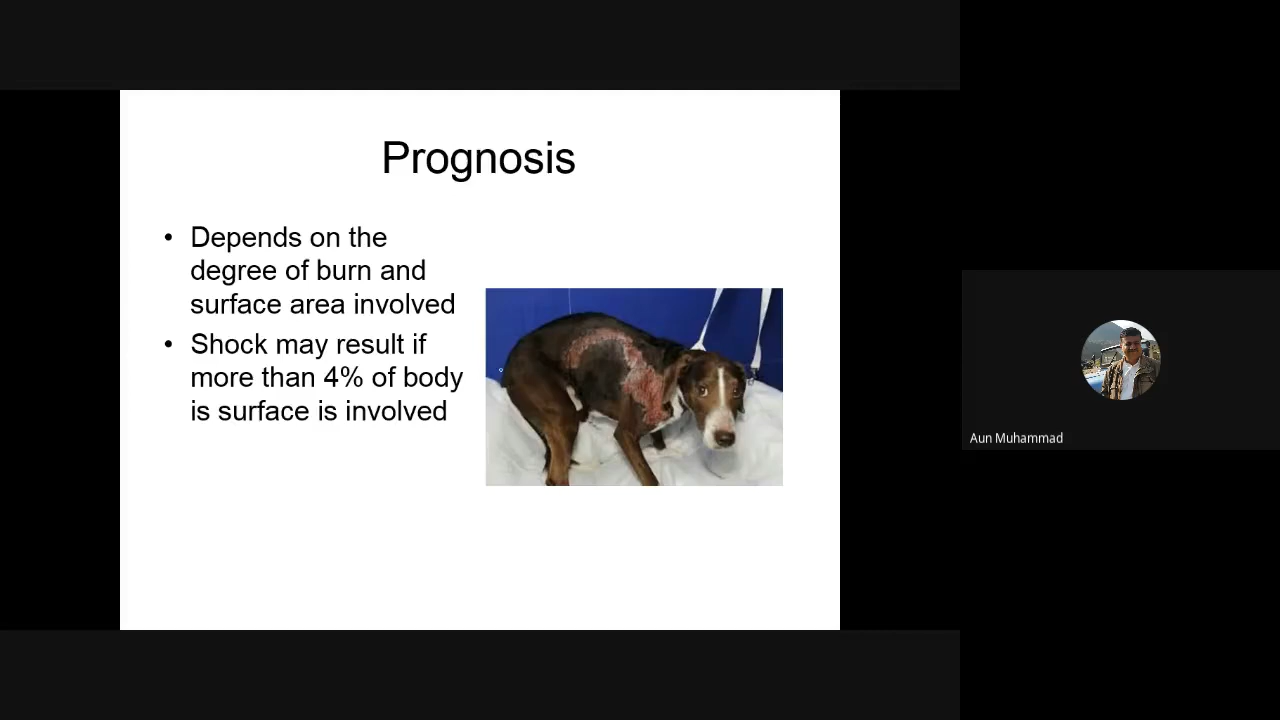 Prognosis
• Depends on the
degree of burn and
surface area involved
• Shock may result if
more than 4% of body
is surface is involved
Aun Muhammad